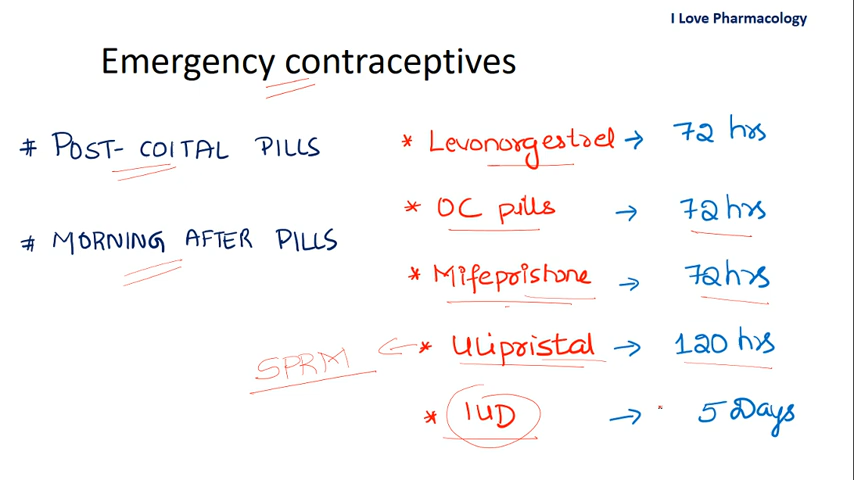 I Love Pharmacology
Emergency contraceptives
# POST- COITAL PILLS
# MORNING AFTER PILLS
* Levonorgestrel → 72 hrs
* OC pills → 72 hrs
* Mifepristone → 72 hrs
SPRM ← * Ulipristal → 120 hrs
* IUD → 5 Days